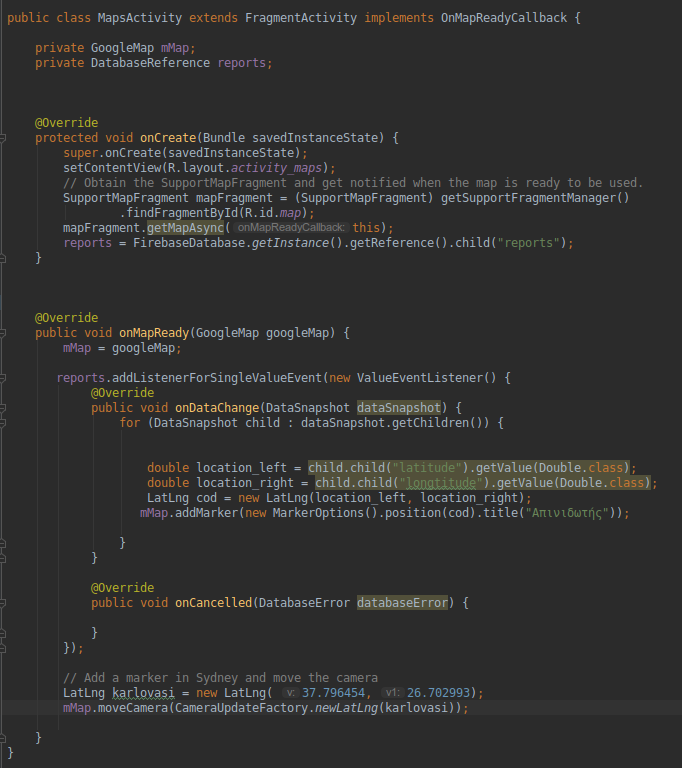 public class MapsActivity extends FragmentActivity implements OnMapReadyCallback {
private GoogleMap mMap;
private DatabaseReference reports;
@Override
protected void onCreate(Bundle savedInstanceState) {
super.onCreate(savedInstanceState);
setContentView(R.layout.activity_maps);
// Obtain the SupportMapFragment and get notified when the map is ready to be used.
SupportMapFragment mapFragment = (SupportMapFragment) getSupportFragmentManager()
.findFragmentById(R.id.map);
mapFragment.getMapAsync( onMapReadyCallback: this);
reports = FirebaseDatabase.getInstance().getReference().child("reports");
}
@Override
public void onMapReady(GoogleMap googleMap) {
mMap = googleMap;
reports.addListenerForSingleValueEvent(new ValueEventListener() {
@Override
public void onDataChange(DataSnapshot dataSnapshot) {
for (DataSnapshot child : dataSnapshot.getChildren()) {
double location_left = child.child("latitude").getValue(Double.class);
double location_right = child.child("longtitude").getValue(Double.class);
LatLng cod = new LatLng(location_left, location_right);
mMap.addMarker(new MarkerOptions().position(cod).title("Απινιδωτής"));
}
}
@Override
public void onCancelled(DatabaseError databaseError) {
}
});
// Add a marker in Sydney and move the camera
LatLng karlovasi = new LatLng( v: 37.796454, v1: 26.702993);
mMap.moveCamera(CameraUpdateFactory.newLatLng(karlovasi));
}
}